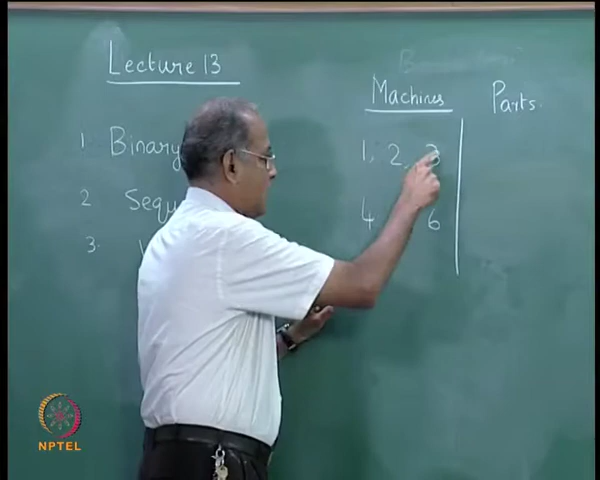 Lecture 13
Machines Parts.
1. Binary
1, 2, 3
2 Sequ
4 6
3.
NPTEL